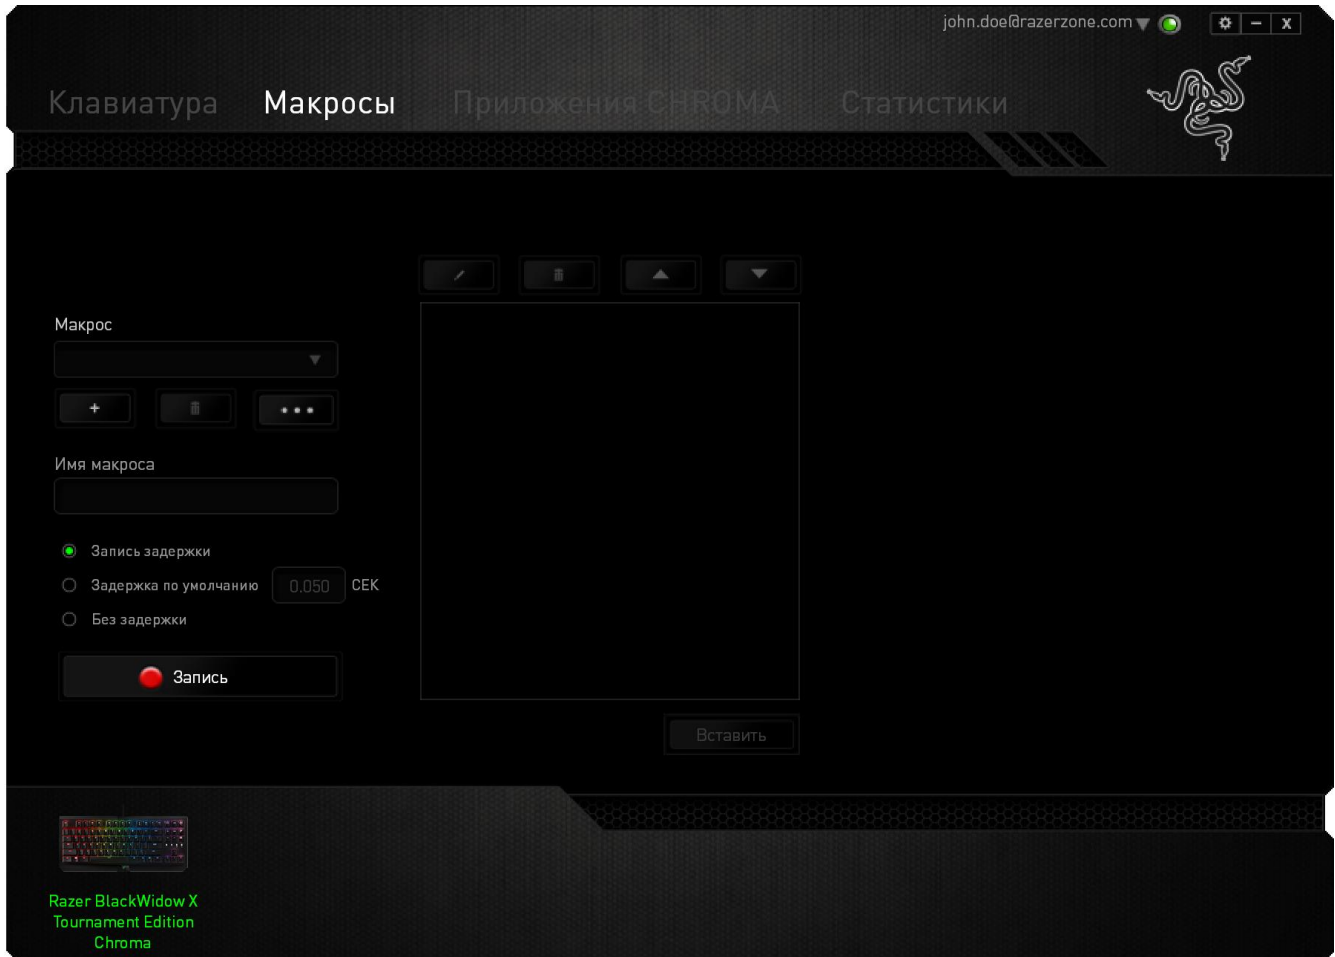 john.doe@razerzone.com
Клавиатура Макросы Приложения CHROMA Статистики
Макрос
Имя макроса
Запись задержки
Задержка по умолчанию 0.050 СЕК
Без задержки
Запись
Вставить
Razer BlackWidow X
Tournament Edition
Chroma